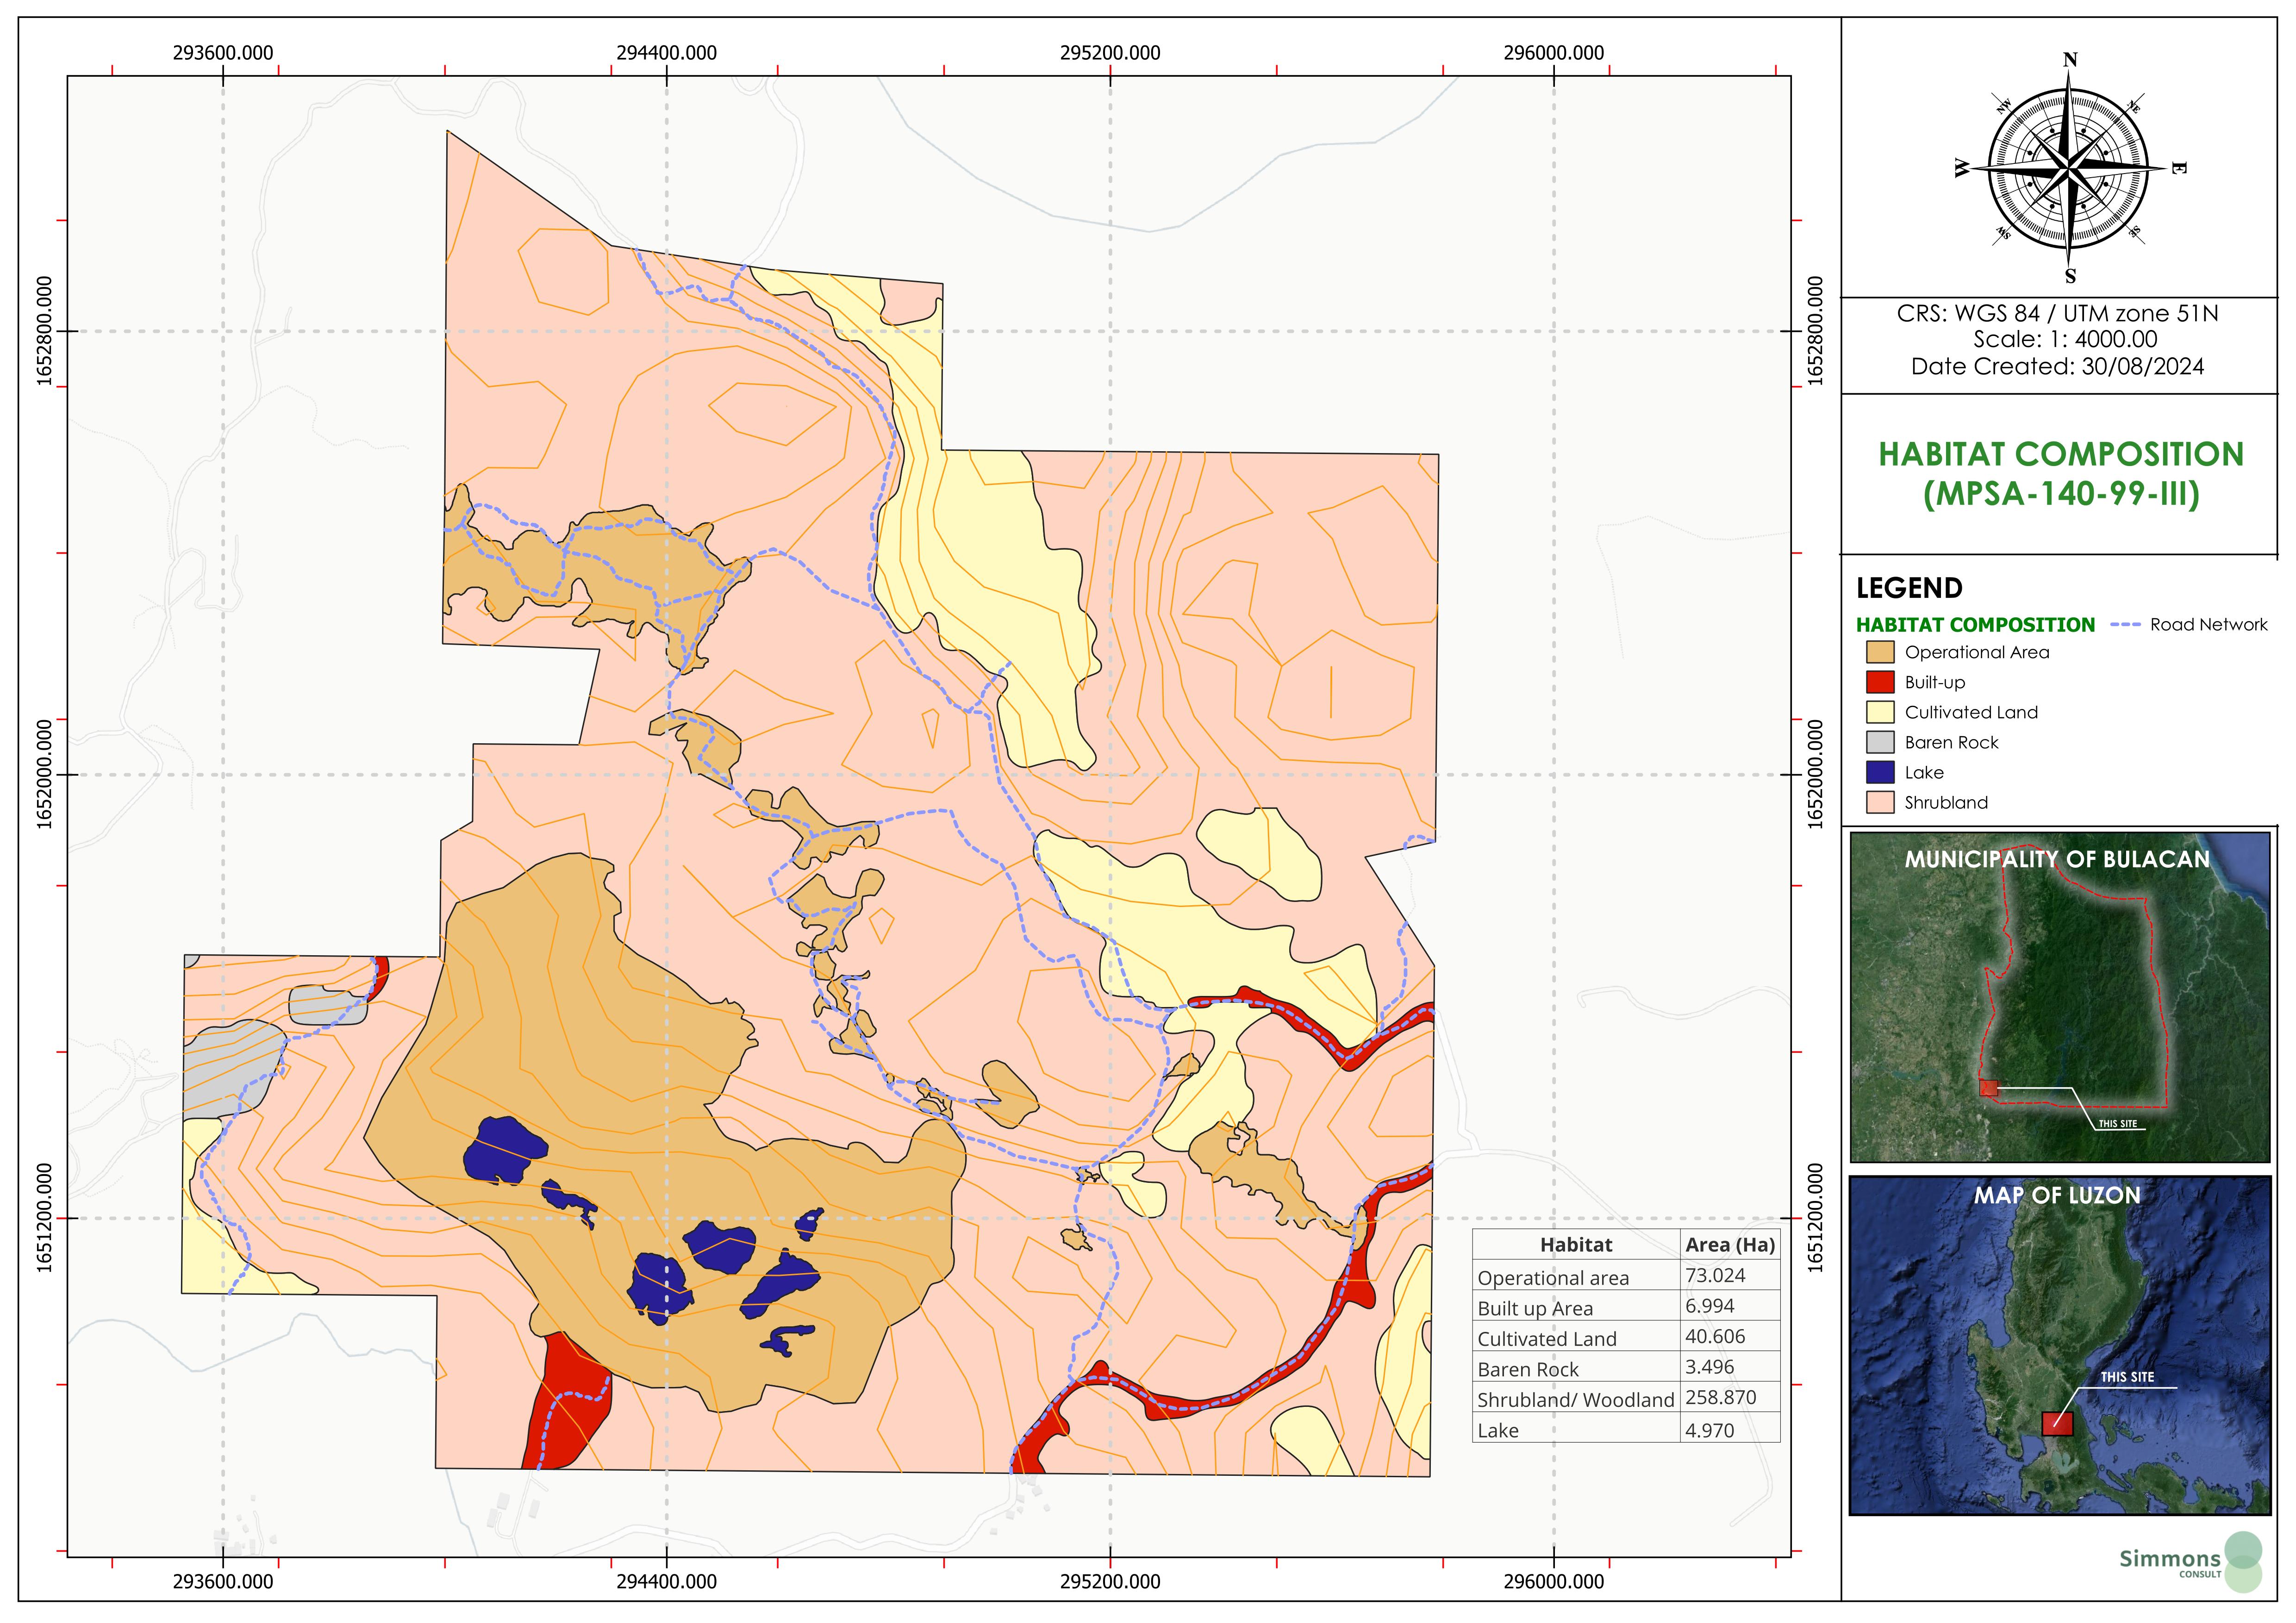 293600.000 294400.000 295200.000 296000.000
1652800.000 1652800.000
1652000.000 1652000.000
1651200.000 1651200.000
Habitat Area (Ha)
Operational area 73.024
Built up Area 6.994
Cultivated Land 40.606
Baren Rock 3.496
Shrubland/ Woodland 258.870
Lake 4.970
293600.000 294400.000 295200.000 296000.000
N
NW NE
W E
SW SE
S
CRS: WGS 84 / UTM zone 51N
Scale: 1: 4000.00
Date Created: 30/08/2024
HABITAT COMPOSITION
(MPSA-140-99-III)
LEGEND
HABITAT COMPOSITION Road Network
Operational Area
Built-up
Cultivated Land
Baren Rock
Lake
Shrubland
MUNICIPALITY OF BULACAN
THIS SITE
MAP OF LUZON
THIS SITE
Simmons
CONSULT